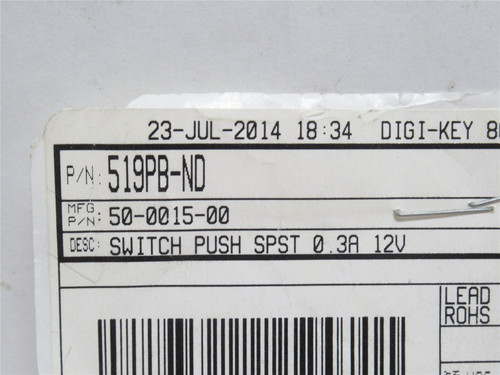 23-JUL-2014 18:34 DIGI-KEY
P/N: 519PB-ND
MFG P/N: 50-0015-00
DESC: SWITCH PUSH SPST 0.3A 12V
LEAD
ROHS